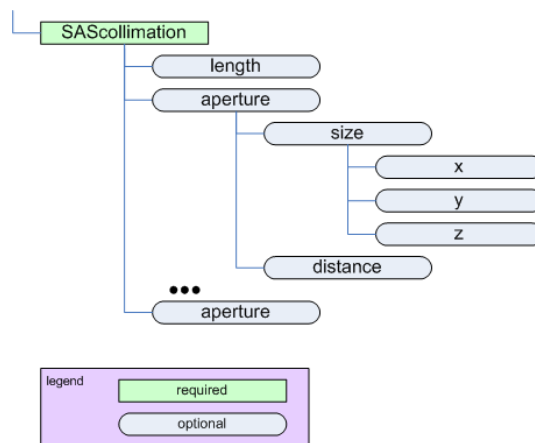 SAScollimation
length
aperture
size
x
y
z
distance
•••
aperture
legend
required
optional